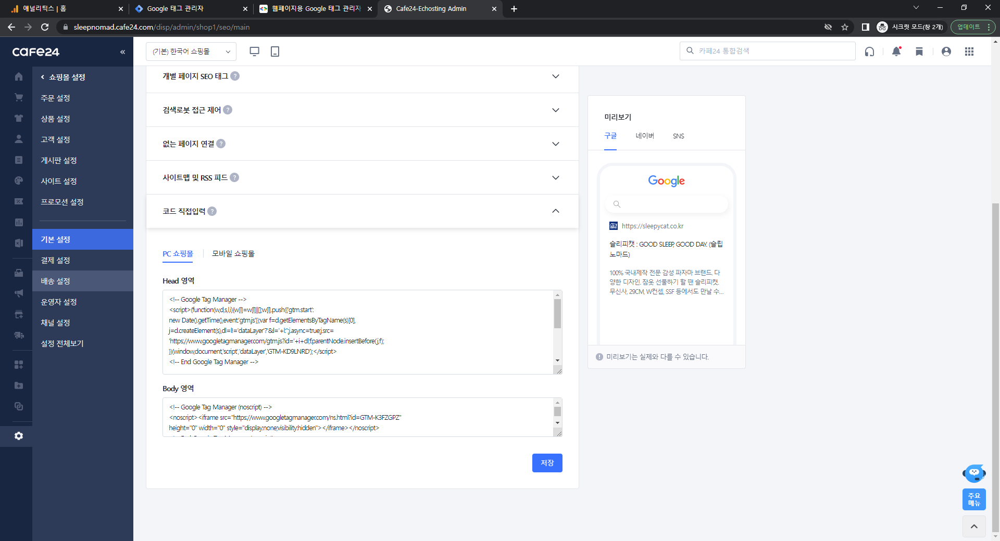 애널리틱스 | 홈
Google 태그 관리자
웹페이지용 Google 태그 관리자
Cafe24-Echosting Admin
sleepnomad.cafe24.com/disp/admin/shop1/seo/main
시크릿 모드(창 2개)
업데이트
cafe24
(기본) 한국어 쇼핑몰
카페24 통합검색
쇼핑몰 설정
주문 설정
상품 설정
고객 설정
게시판 설정
사이트 설정
프로모션 설정
기본 설정
결제 설정
배송 설정
운영자 설정
채널 설정
설정 전체보기
개별 페이지 SEO 태그 ?
검색로봇 접근 제어 ?
없는 페이지 연결 ?
사이트맵 및 RSS 피드 ?
코드 직접입력 ?
PC 쇼핑몰
모바일 쇼핑몰
Head 영역
<!-- Google Tag Manager -->
<script>(function(w,d,s,l,i){w[l]=w[l]||[];w[l].push({'gtm.start':
new Date().getTime(),event:'gtm.js'});var f=d.getElementsByTagName(s)[0],
j=d.createElement(s),dl=l!='dataLayer'?'&l='+l:'';j.async=true;j.src=
'https://www.googletagmanager.com/gtm.js?id='+i+dl;f.parentNode.insertBefore(j,f);
})(window,document,'script','dataLayer','GTM-KD9LNRD');</script>
<!-- End Google Tag Manager -->
Body 영역
<!-- Google Tag Manager (noscript) -->
<noscript><iframe src="https://www.googletagmanager.com/ns.html?id=GTM-K3FZGPZ"
height="0" width="0" style="display:none;visibility:hidden"></iframe></noscript>
저장
미리보기
구글
네이버
SNS
Google
https://sleepycat.co.kr
슬리피캣 : GOOD SLEEP, GOOD DAY. (슬립
노마드)
100% 국내제작 전문 감성 파자마 브랜드. 다
양한 디자인. 잠옷 선물하기 할 땐 슬리피캣.
무신사, 29CM, W컨셉, SSF 등에서도 만날 수...
미리보기는 실제와 다를 수 있습니다.
주요
메뉴